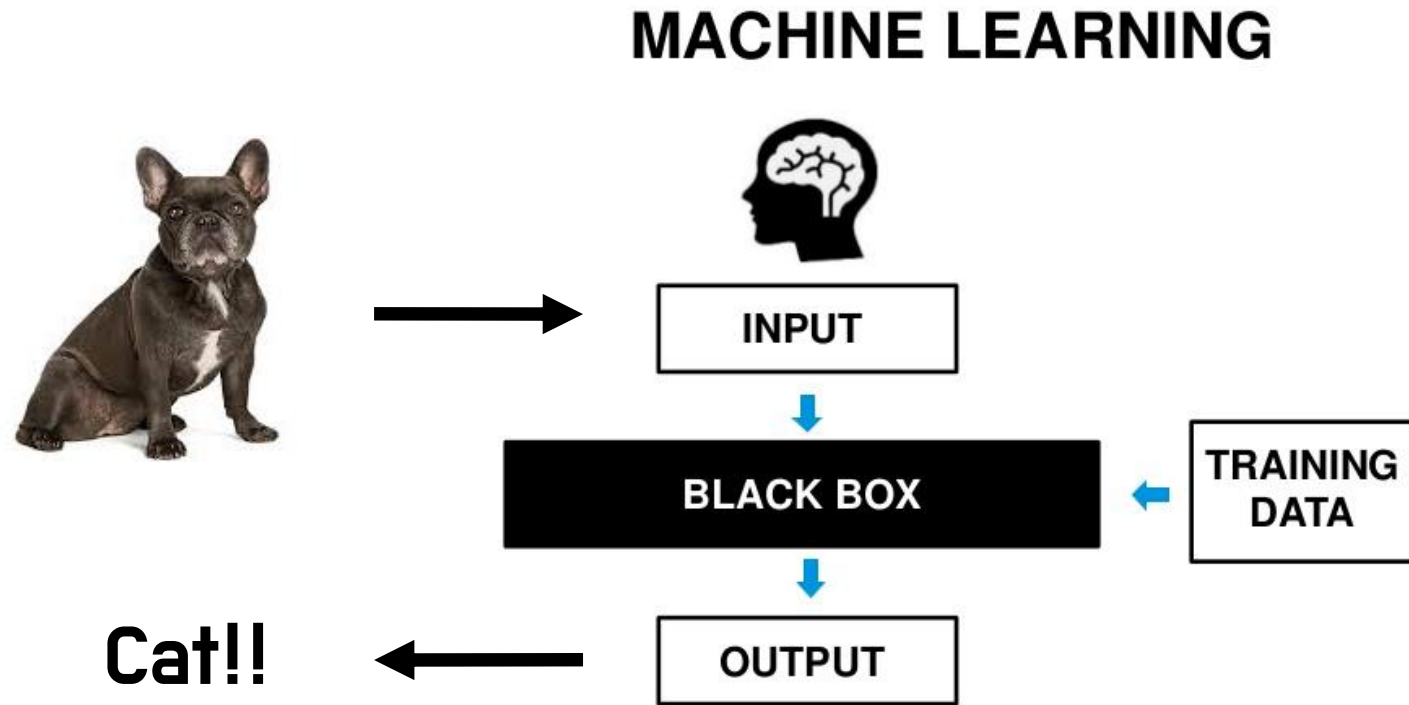 MACHINE LEARNING
INPUT
BLACK BOX
TRAINING
DATA
OUTPUT
Cat!!